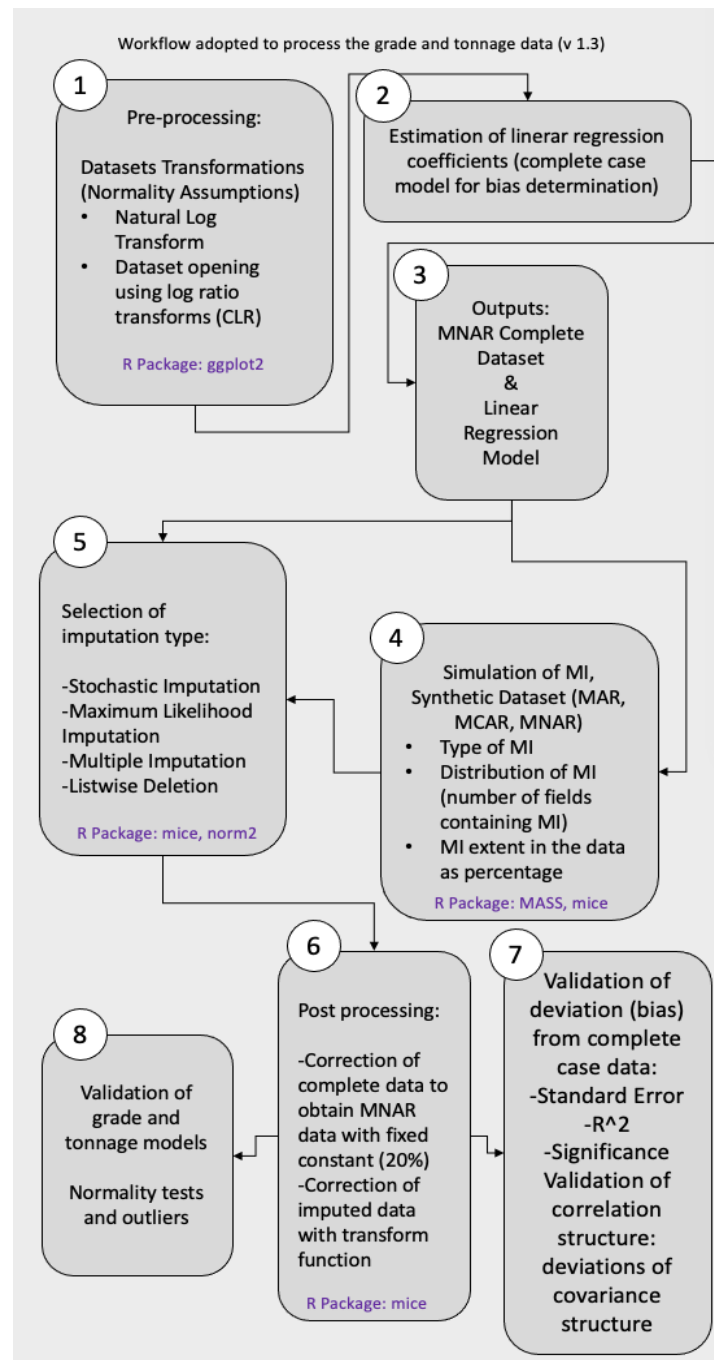 Workflow adopted to process the grade and tonnage data (v 1.3)
1
Pre-processing:
Datasets Transformations
(Normality Assumptions)
• Natural Log
Transform
• Dataset opening
using log ratio
transforms (CLR)
R Package: ggplot2
2
Estimation of linerar regression
coefficients (complete case
model for bias determination)
3
Outputs:
MNAR Complete
Dataset
&
Linear
Regression
Model
5
Selection of
imputation type:
-Stochastic Imputation
-Maximum Likelihood
Imputation
-Multiple Imputation
-Listwise Deletion
R Package: mice, norm2
4
Simulation of MI,
Synthetic Dataset (MAR,
MCAR, MNAR)
• Type of MI
• Distribution of MI
(number of fields
containing MI)
• MI extent in the data
as percentage
R Package: MASS, mice
6
Post processing:
-Correction of
complete data to
obtain MNAR
data with fixed
constant (20%)
-Correction of
imputed data
with transform
function
R Package: mice
7
Validation of
deviation (bias)
from complete
case data:
-Standard Error
-R^2
-Significance
Validation of
correlation
structure:
deviations of
covariance
structure
8
Validation of
grade and
tonnage models
Normality tests
and outliers